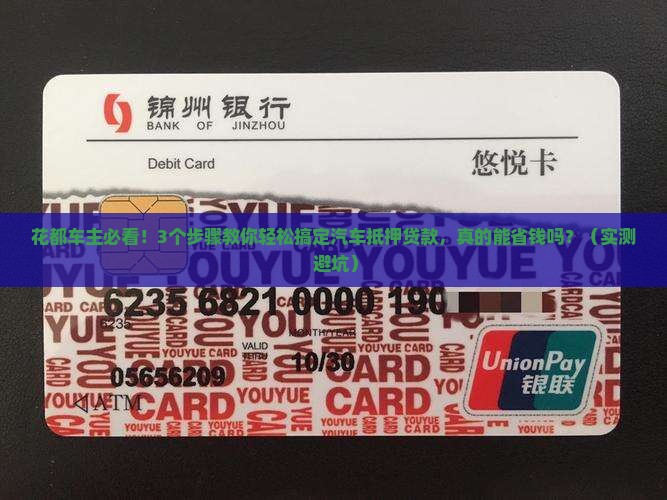 锦州银行
BANK OF JINZHOU
Debit Card
悠悦卡
花都车主必看！3个步骤教你轻松搞定汽车抵押贷款，真的能省钱吗？（实测
避坑）
6235 6821 0000 190
6235
MONTH/YEAR
VALID
THRU
10/30
05656209
ATM
UnionPay
银联
YOUYUE CARD